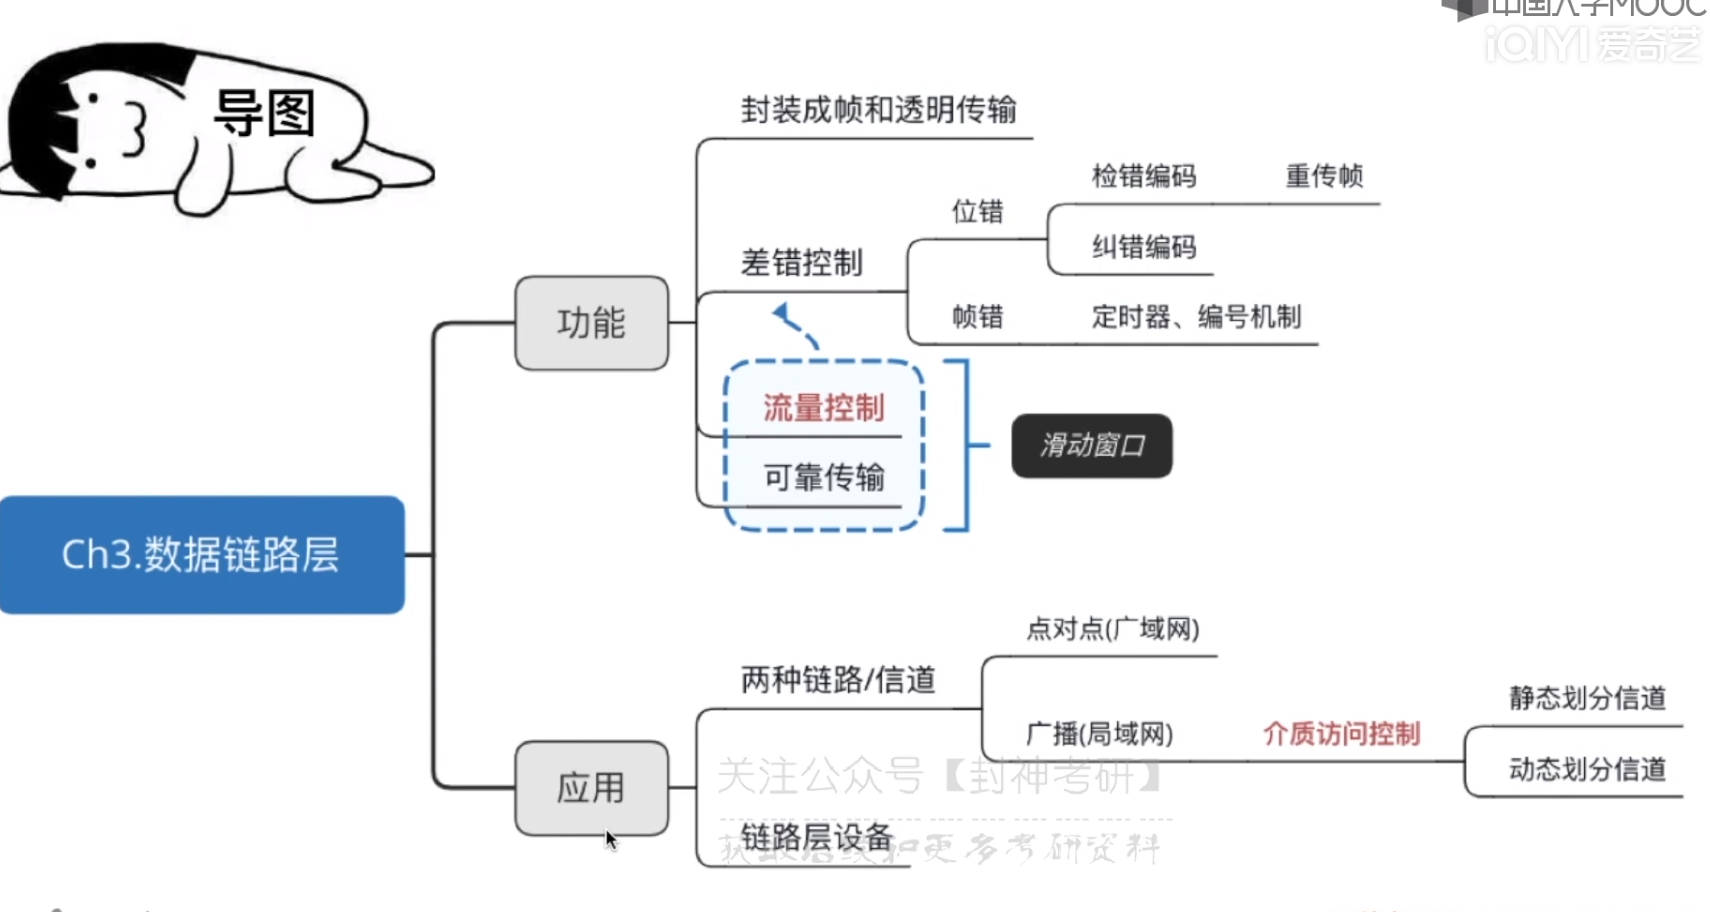 中国大学MOOC
iQIYI 爱奇艺
导图
封装成帧和透明传输
检错编码
重传帧
位错
纠错编码
差错控制
功能
帧错
定时器、编号机制
流量控制
滑动窗口
可靠传输
Ch3.数据链路层
点对点(广域网)
两种链路/信道
静态划分信道
广播(局域网)
介质访问控制
动态划分信道
关注公众号【封神考研】
应用
链路层设备
获取后续和更多考研资料